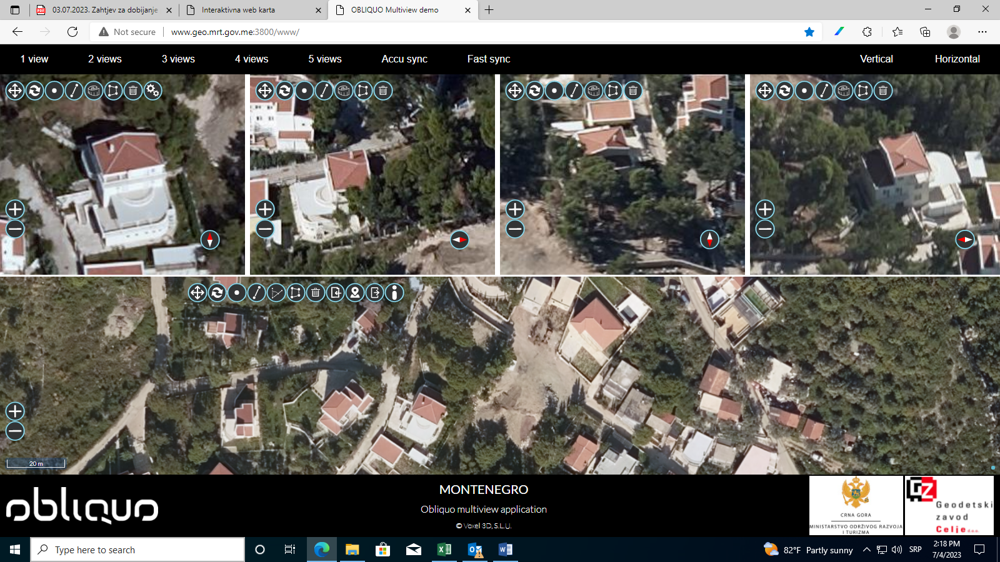 03.07.2023. Zahtjev za dobijanje
Interaktivna web karta
OBLIQUO Multiview demo
Not secure
www.geo.mrt.gov.me:3800/www/
1 view
2 views
3 views
4 views
5 views
Accu sync
Fast sync
Vertical
Horizontal
20 m
obliquo
MONTENEGRO
Obliquo multiview application
© Voxel 3D, S.L.U.
CRNA GORA
MINISTARSTVO ODRŽIVOG RAZVOJA
I TURIZMA
GZ
Geodetski
zavod
Celje d.o.o.
Type here to search
82°F Partly sunny
SRP
2:18 PM
7/4/2023